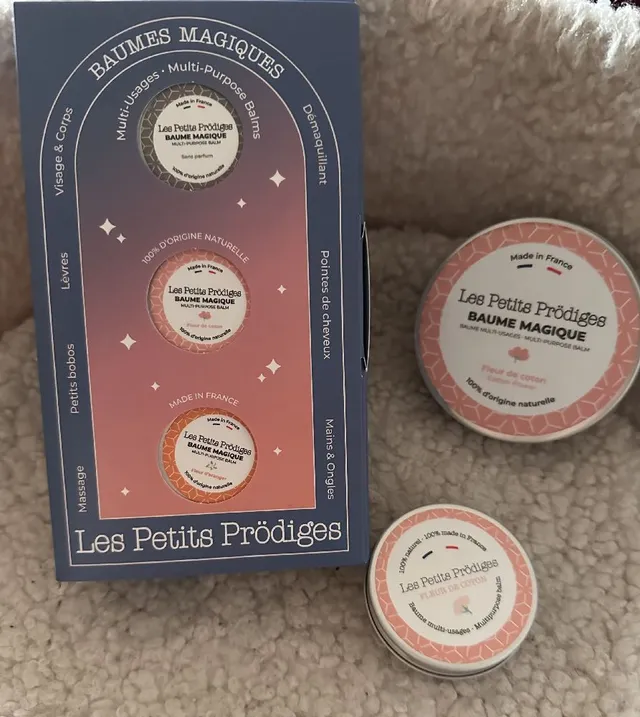 BAUMES MAGIQUES
Multi-Usages • Multi-Purpose Balms
Visage & Corps
Lèvres
Petits bobos
Massage
Démaquillant
Pointes de cheveux
Mains & Ongles
Made in France
Les Petits Prödiges
BAUME MAGIQUE
MULTI-PURPOSE BALM
Sans parfum
100% d'origine naturelle
100% D'ORIGINE NATURELLE
Made in France
Les Petits Prödiges
BAUME MAGIQUE
MULTI-PURPOSE BALM
Fleur de coton
100% d'origine naturelle
MADE IN FRANCE
Made in France
Les Petits Prödiges
BAUME MAGIQUE
MULTI-PURPOSE BALM
Fleur d'oranger
100% d'origine naturelle
Les Petits Prödiges
Made in France
Les Petits Prödiges
BAUME MAGIQUE
BAUME MULTI-USAGES • MULTI-PURPOSE BALM
Fleur de coton
Cotton flower
100% d'origine naturelle
100% naturel • 100% made in France
Les Petits Prödiges
FLEUR DE COTON
Baume multi-usages • Multipurpose balm